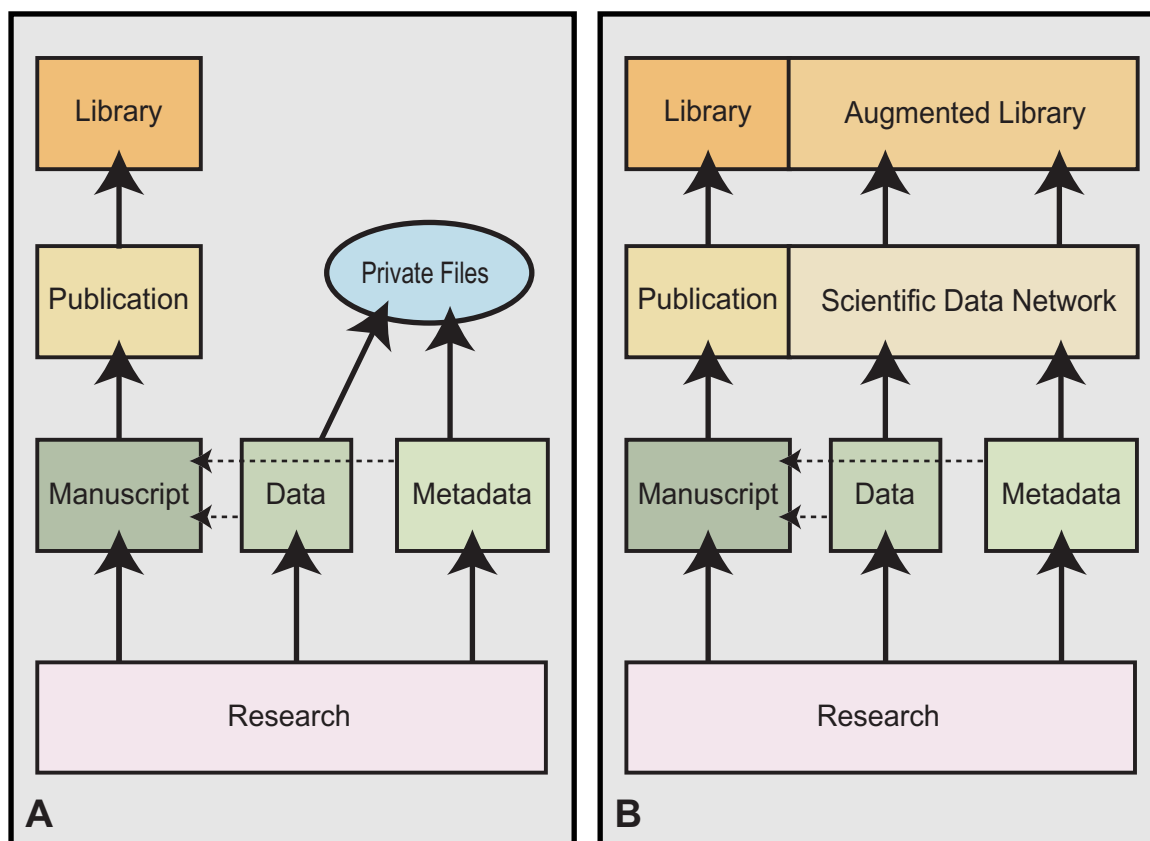 Library
Private Files
Publication
Manuscript
Data
Metadata
Research
A
Library
Augmented Library
Publication
Scientific Data Network
Manuscript
Data
Metadata
Research
B